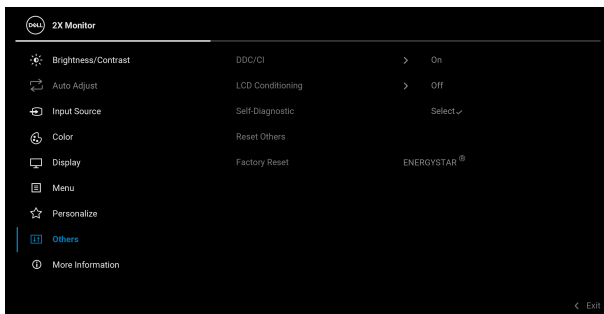 DELL 2X Monitor
Brightness/Contrast DDC/CI > On
Auto Adjust LCD Conditioning > Off
Input Source Self-Diagnostic Select✓
Color Reset Others
Display Factory Reset ENERGYSTAR ®
Menu
Personalize
Others
More Information
< Exit